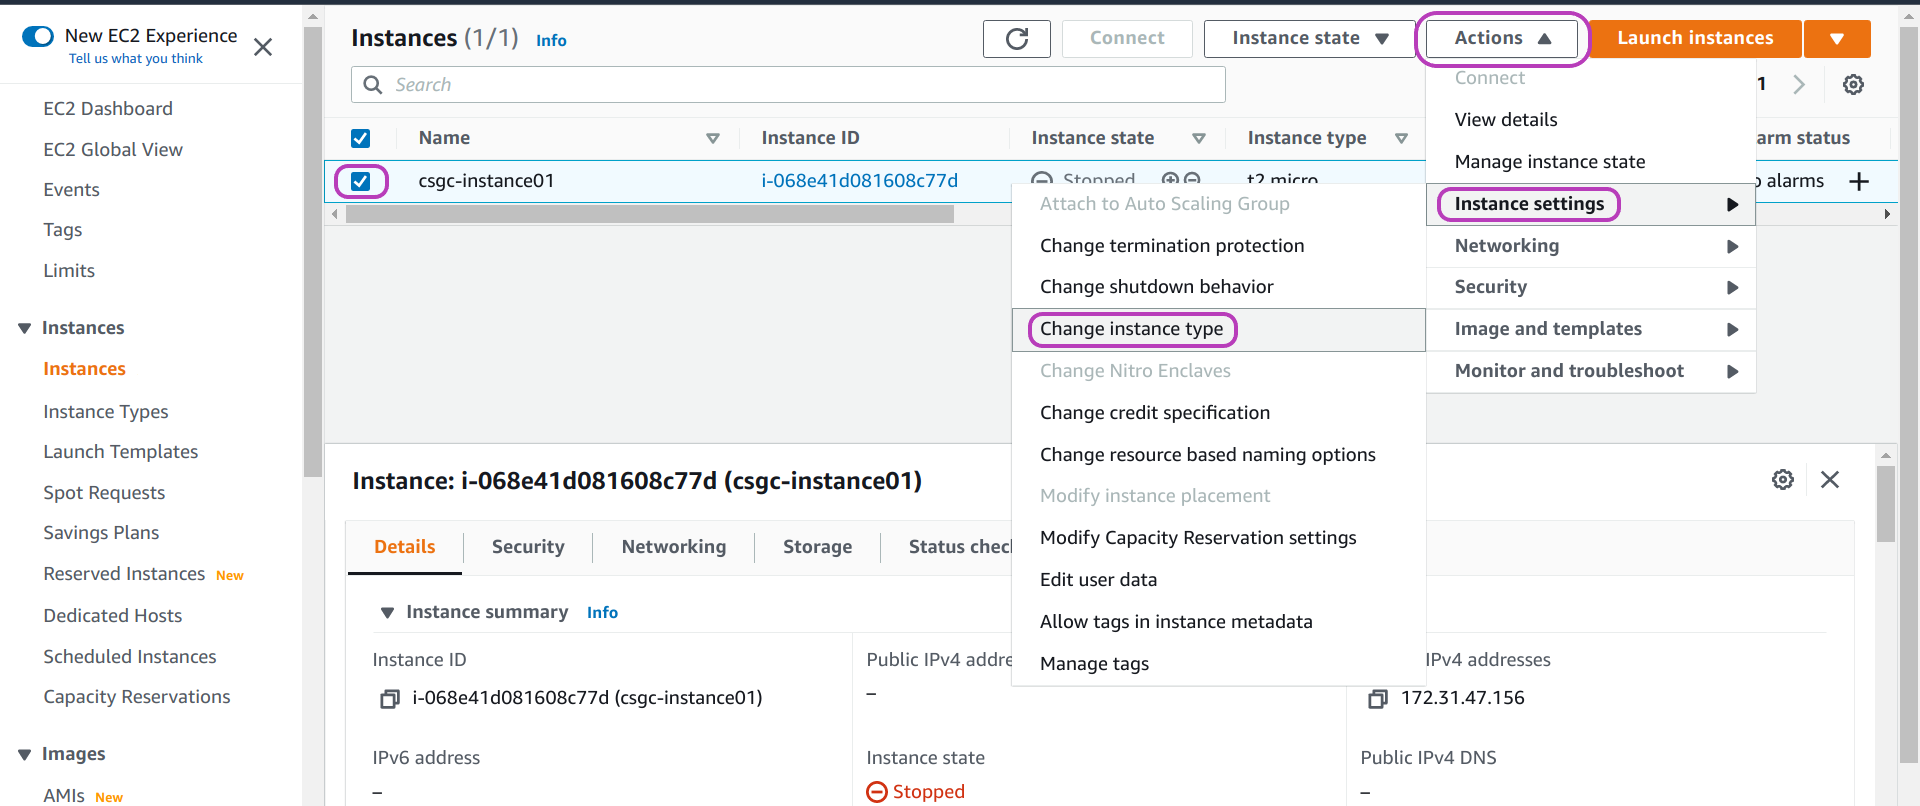 New EC2 Experience
Tell us what you think
EC2 Dashboard
EC2 Global View
Events
Tags
Limits
Instances
Instances
Instance Types
Launch Templates
Spot Requests
Savings Plans
Reserved Instances New
Dedicated Hosts
Scheduled Instances
Capacity Reservations
Images
AMIs New
Instances (1/1) Info
Connect
Instance state
Actions
Launch instances
Search
1
Name
Instance ID
Instance state
Instance type
arm status
csgc-instance01
i-068e41d081608c77d
Stopped
t2.micro
alarms
Connect
View details
Manage instance state
Instance settings
Networking
Security
Image and templates
Monitor and troubleshoot
Attach to Auto Scaling Group
Change termination protection
Change shutdown behavior
Change instance type
Change Nitro Enclaves
Change credit specification
Change resource based naming options
Modify instance placement
Modify Capacity Reservation settings
Edit user data
Allow tags in instance metadata
Manage tags
Instance: i-068e41d081608c77d (csgc-instance01)
Details
Security
Networking
Storage
Status chec
Instance summary Info
Instance ID
i-068e41d081608c77d (csgc-instance01)
Public IPv4 addre
–
IPv4 addresses
172.31.47.156
IPv6 address
–
Instance state
Stopped
Public IPv4 DNS
–